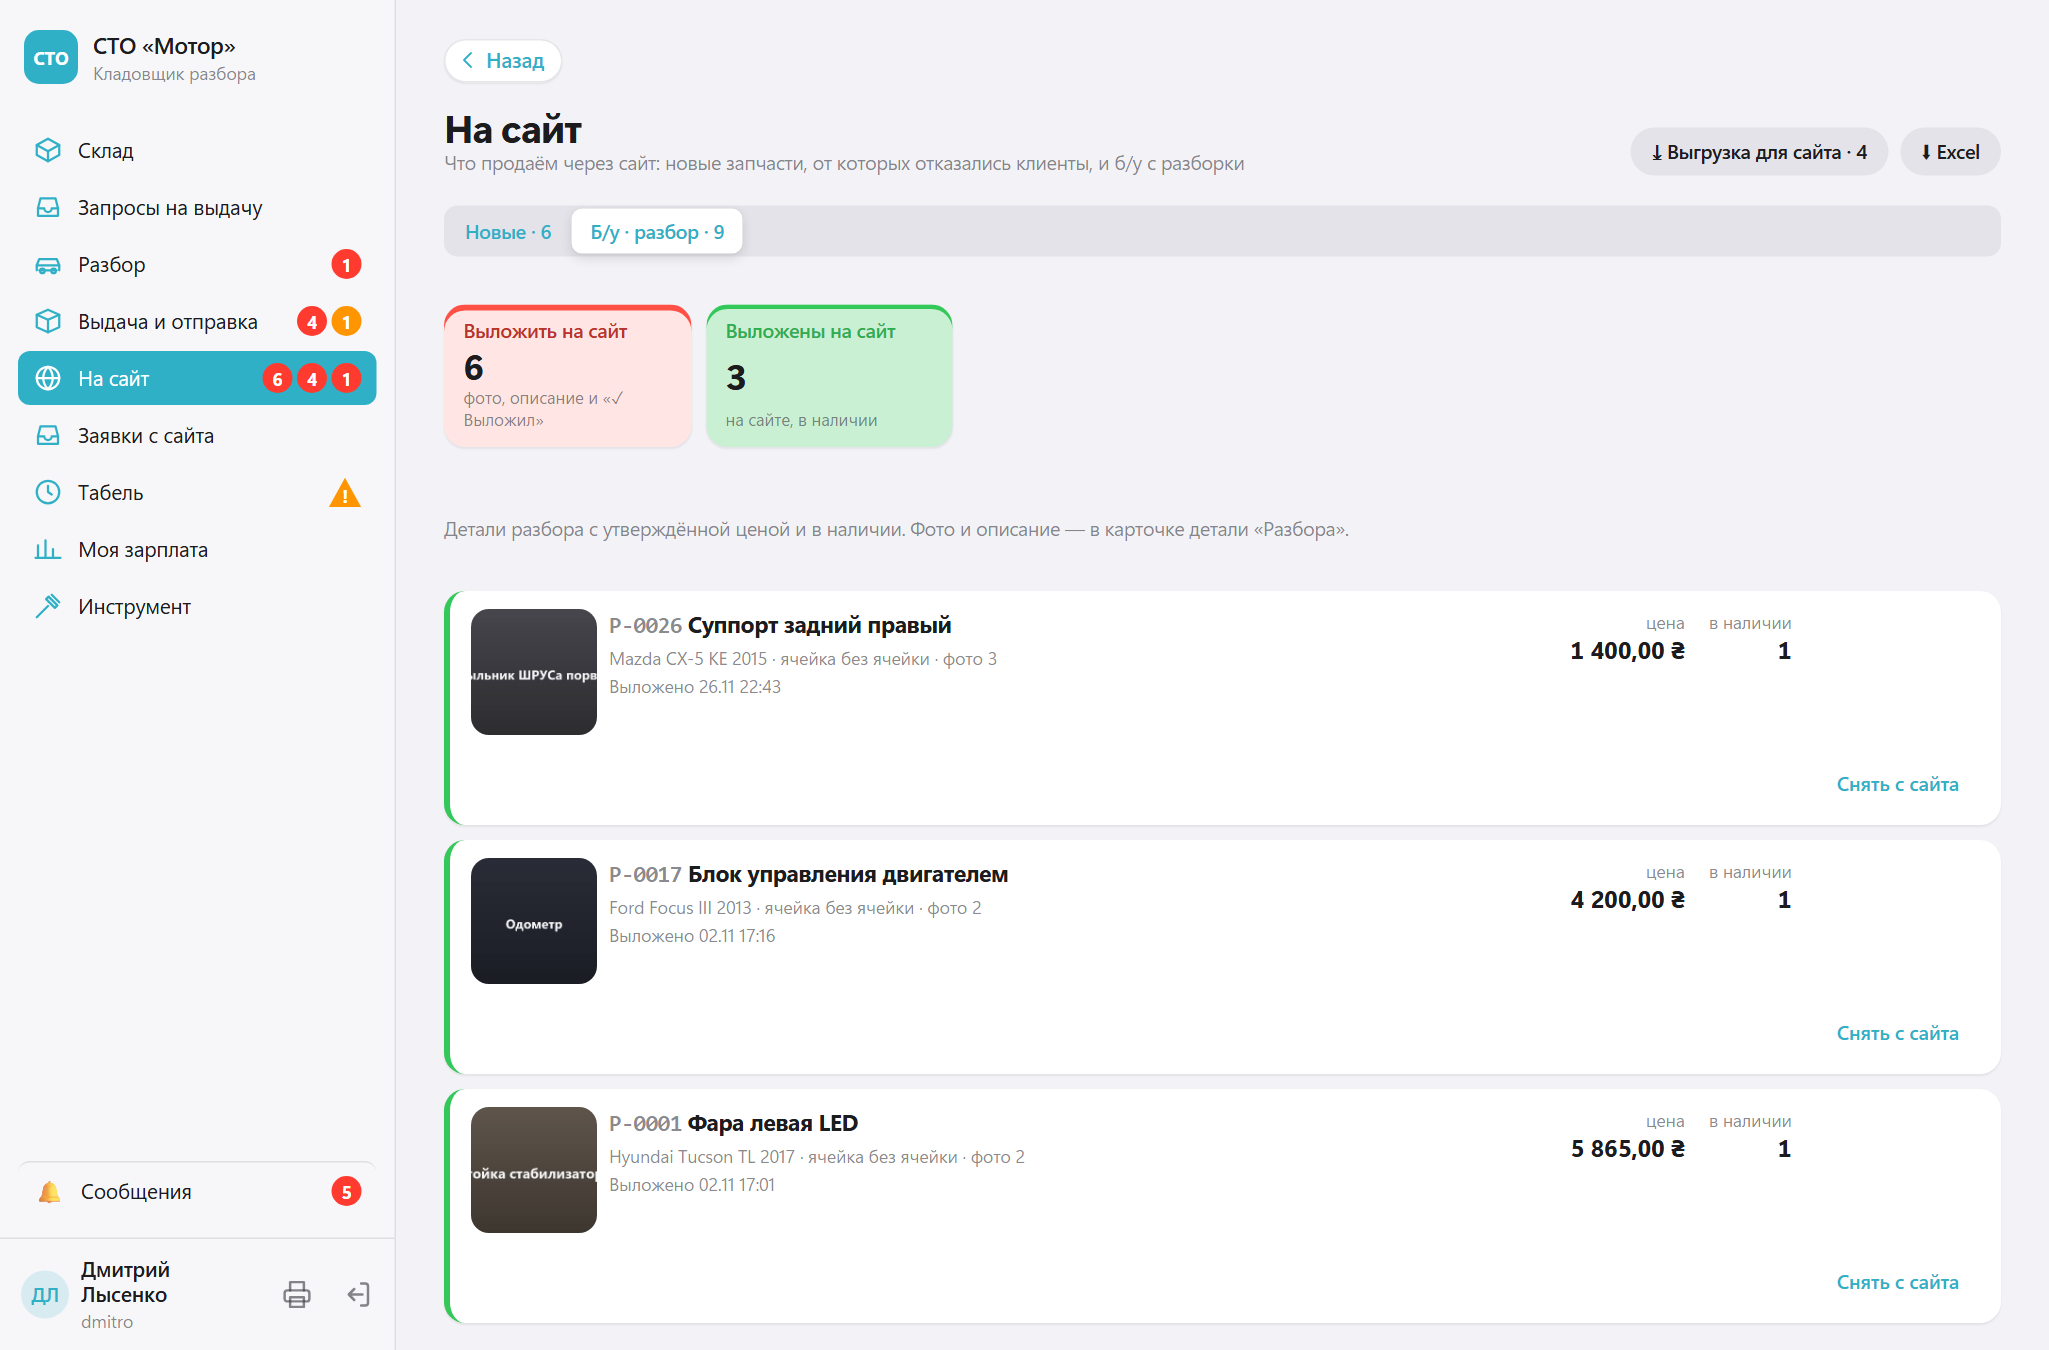 СТО
СТО «Мотор»
Кладовщик разбора
Склад
Запросы на выдачу
Разбор 1
Выдача и отправка 4 1
На сайт 6 4 1
Заявки с сайта
Табель
Моя зарплата
Инструмент
Сообщения 5
ДЛ
Дмитрий
Лысенко
dmitro
Назад
На сайт
Что продаём через сайт: новые запчасти, от которых отказались клиенты, и б/у с разборки
⤓ Выгрузка для сайта · 4
⬇ Excel
Новые · 6
Б/у · разбор · 9
Выложить на сайт
6
фото, описание и «✓
Выложил»
Выложены на сайт
3
на сайте, в наличии
Детали разбора с утверждённой ценой и в наличии. Фото и описание — в карточке детали «Разбора».
ыльник ШРУСа порв
P-0026 Суппорт задний правый
Mazda CX-5 KE 2015 · ячейка без ячейки · фото 3
Выложено 26.11 22:43
цена
1 400,00 ₴
в наличии
1
Снять с сайта
Одометр
P-0017 Блок управления двигателем
Ford Focus III 2013 · ячейка без ячейки · фото 2
Выложено 02.11 17:16
цена
4 200,00 ₴
в наличии
1
Снять с сайта
тойка стабилизатор
P-0001 Фара левая LED
Hyundai Tucson TL 2017 · ячейка без ячейки · фото 2
Выложено 02.11 17:01
цена
5 865,00 ₴
в наличии
1
Снять с сайта